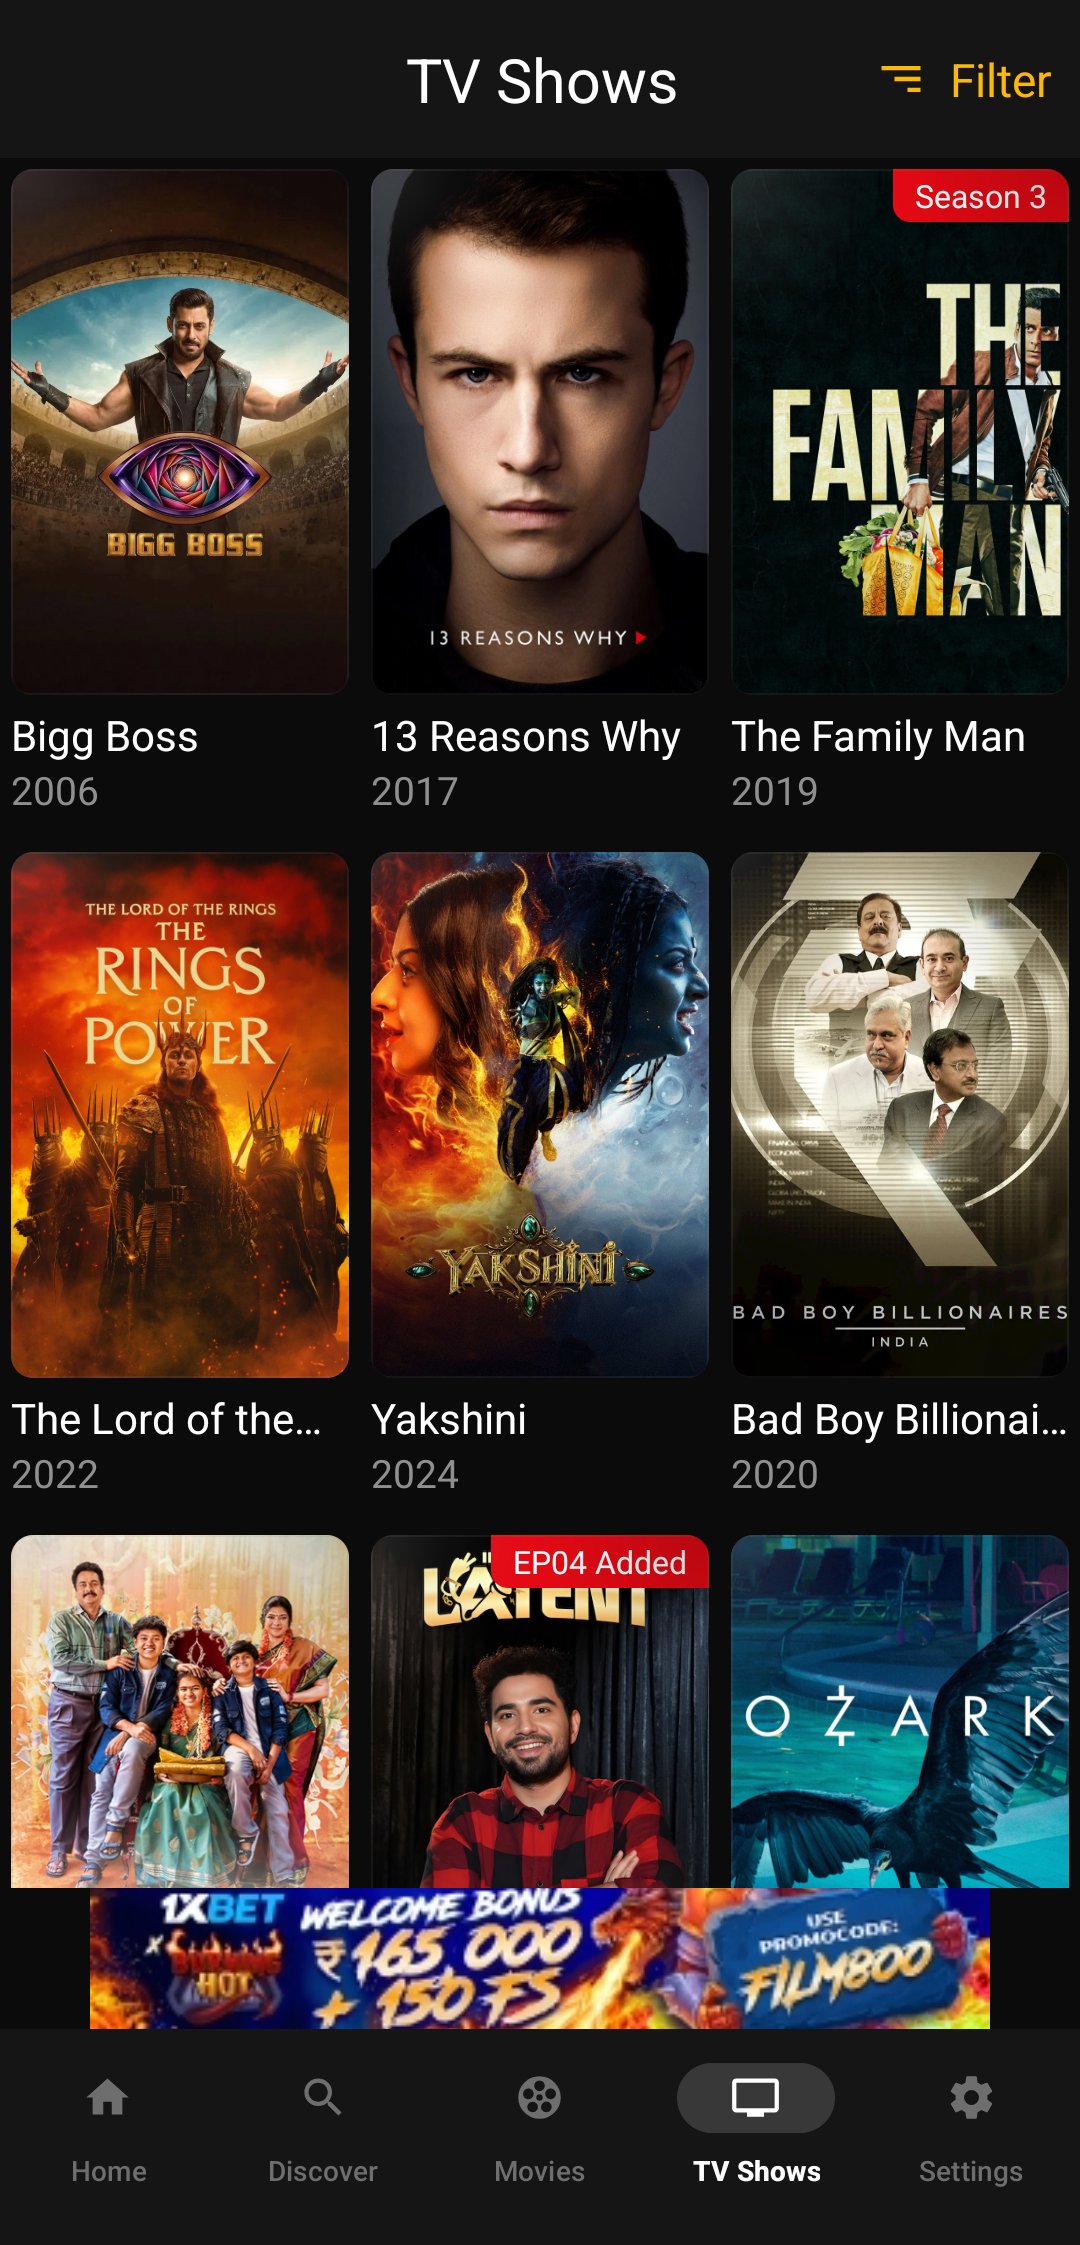 TV Shows
Filter
BIGG BOSS
13 REASONS WHY
Season 3
THE
FAMILY
MAN
Bigg Boss
2006
13 Reasons Why
2017
The Family Man
2019
THE LORD OF THE RINGS
THE
RINGS
OF
POWER
YAKSHINI
BAD BOY BILLIONAIRES
INDIA
The Lord of the...
2022
Yakshini
2024
Bad Boy Billionai...
2020
LATENT
EP04 Added
OZARK
1XBET
x BURNING
HOT
WELCOME BONUS
₹165 000
+ 150 FS
USE
PROMOCODE:
FILM800
Home
Discover
Movies
TV Shows
Settings